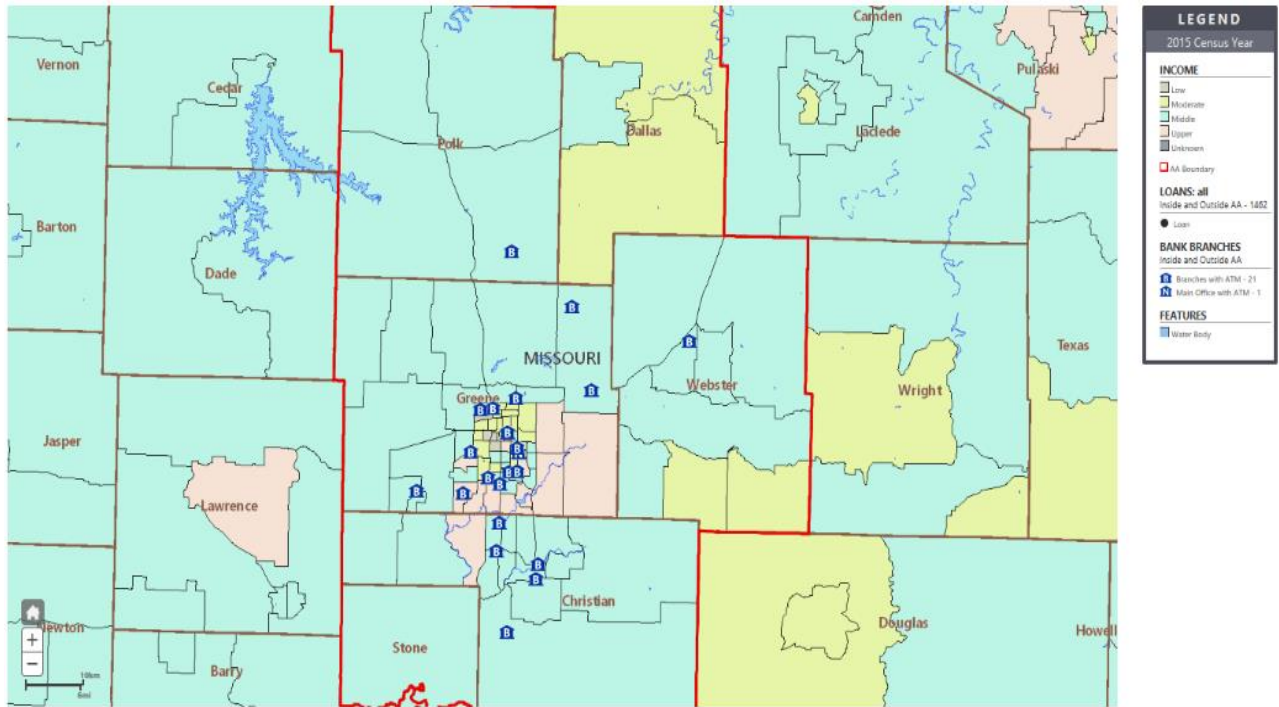 Camden
Vernon
Pulaski
Cedar
Polk
Dallas
Laclede
Barton
Dade
B
B
B
MISSOURI
Texas
Webster
Wright
B
Greene
B
B
B
B
Jasper
B
B
B
B
B
B
B
B
Lawrence
B
B
B
B
Christian
Douglas
Newton
Howell
B
Stone
Barry
+
−
10km
6mi
LEGEND
2015 Census Year
INCOME
Low
Moderate
Middle
Upper
Unknown
AA Boundary
LOANS: all
Inside and Outside AA - 1462
Loan
BANK BRANCHES
Inside and Outside AA
B Branches with ATM - 21
N Main Office with ATM - 1
FEATURES
Water Body